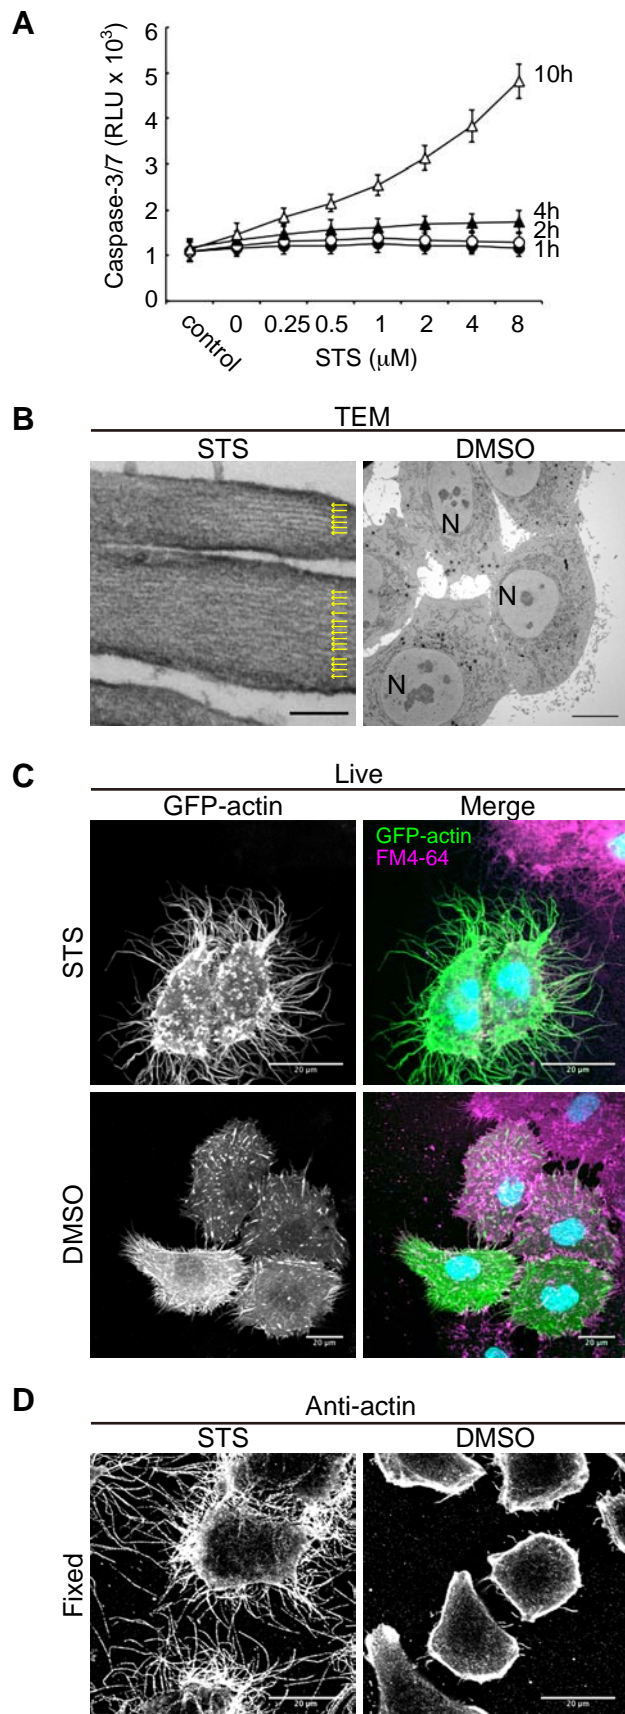 A
Caspase-3/7 (RLU x 10³)
6
5
4
3
2
1
0
10h
4h
2h
1h
control 0 0.25 0.5 1 2 4 8
STS (μM)
B
TEM
STS DMSO
N
N
N
C
Live
GFP-actin Merge
STS
GFP-actin
FM4-64
20 μm
20 μm
DMSO
20 μm
20 μm
D
Anti-actin
STS DMSO
Fixed
20 μm
20 μm